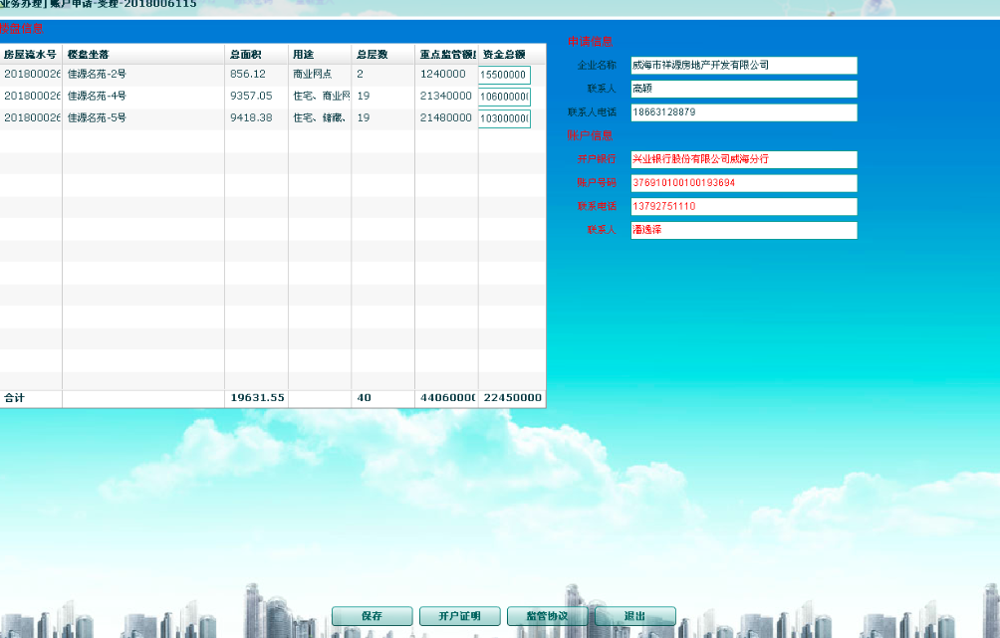 业务办理】账户申请-受理-2018006115
楼盘信息
房屋流水号 楼盘坐落 总面积 用途 总层数 重点监管额度 资金总额
201800026 佳源名苑-2号 856.12 商业网点 2 1240000 15500000
201800026 佳源名苑-4号 9357.05 住宅、商业网 19 21340000 10600000
201800026 佳源名苑-5号 9418.38 住宅、储藏、 19 21480000 10300000
合计 19631.55 40 44060000 22450000
申请信息
企业名称 威海市祥源房地产开发有限公司
联系人 高颖
联系人电话 18663128879
账户信息
开户银行 兴业银行股份有限公司威海分行
账户号码 376910100100193694
联系电话 13792751110
联系人 潘逸泽
保存 开户证明 监管协议 退出